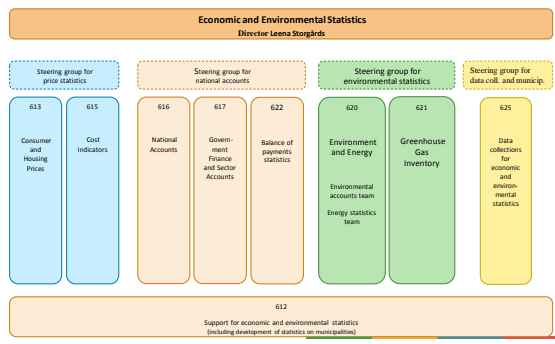 Economic and Environmental Statistics
Director Leena Storgårds
Steering group for
price statistics
Steering group for
national accounts
Steering group for
environmental statistics
Steering group for
data coll. and municip.
613
Consumer
and
Housing
Prices
615
Cost
Indicators
616
National
Accounts
617
Govern-
ment
Finance
and Sector
Accounts
622
Balance of
payments
statistics
620
Environment
and Energy
Environmental
accounts team
Energy statistics
team
621
Greenhouse
Gas
Inventory
625
Data
collections
for
economic
and
environ-
mental
statistics
612
Support for economic and environmental statistics
(including development of statistics on municipalities)